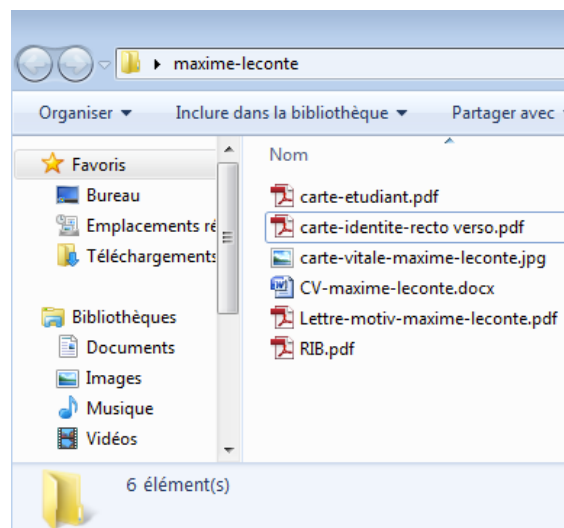 maxime-leconte
Organiser
Inclure dans la bibliothèque
Partager avec
Favoris
Bureau
Emplacements ré
Téléchargements
Bibliothèques
Documents
Images
Musique
Vidéos
Nom
carte-etudiant.pdf
carte-identite-recto verso.pdf
carte-vitale-maxime-leconte.jpg
CV-maxime-leconte.docx
Lettre-motiv-maxime-leconte.pdf
RIB.pdf
6 élément(s)